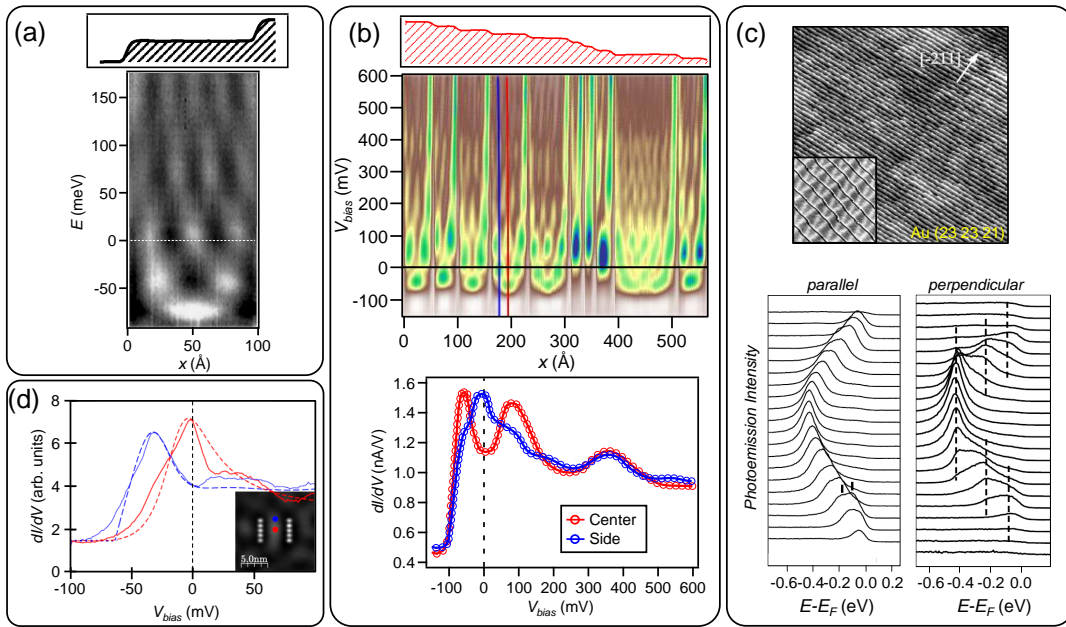 (a)
150
100
50
0
-50
E (meV)
0
50
100
x (Å)
(b)
600
500
400
300
200
100
0
-100
V_bias (mV)
0
100
200
300
400
500
x (Å)
1.6
1.4
1.2
1.0
0.8
0.6
0.4
dI/dV (nA/V)
Center
Side
-100
0
100
200
300
400
500
600
V_bias (mV)
(c)
[-211]
Au (23 23 21)
parallel
perpendicular
Photoemission Intensity
-0.6
-0.4
-0.2
0.0
0.2
-0.6
-0.4
-0.2
0.0
E-E_F (eV)
E-E_F (eV)
(d)
8
6
4
2
0
dI/dV (arb. units)
5.0nm
-100
-50
0
50
V_bias (mV)